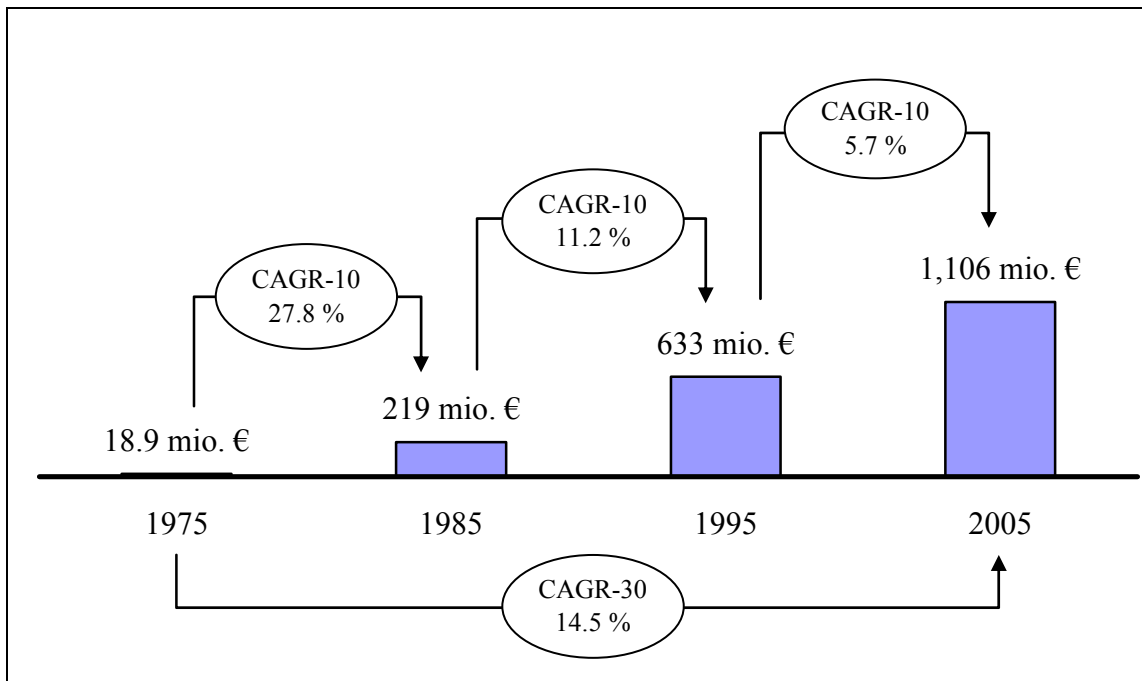 CAGR-10
5.7 %
CAGR-10
11.2 %
CAGR-10
27.8 %
1,106 mio. €
633 mio. €
219 mio. €
18.9 mio. €
1975 1985 1995 2005
CAGR-30
14.5 %